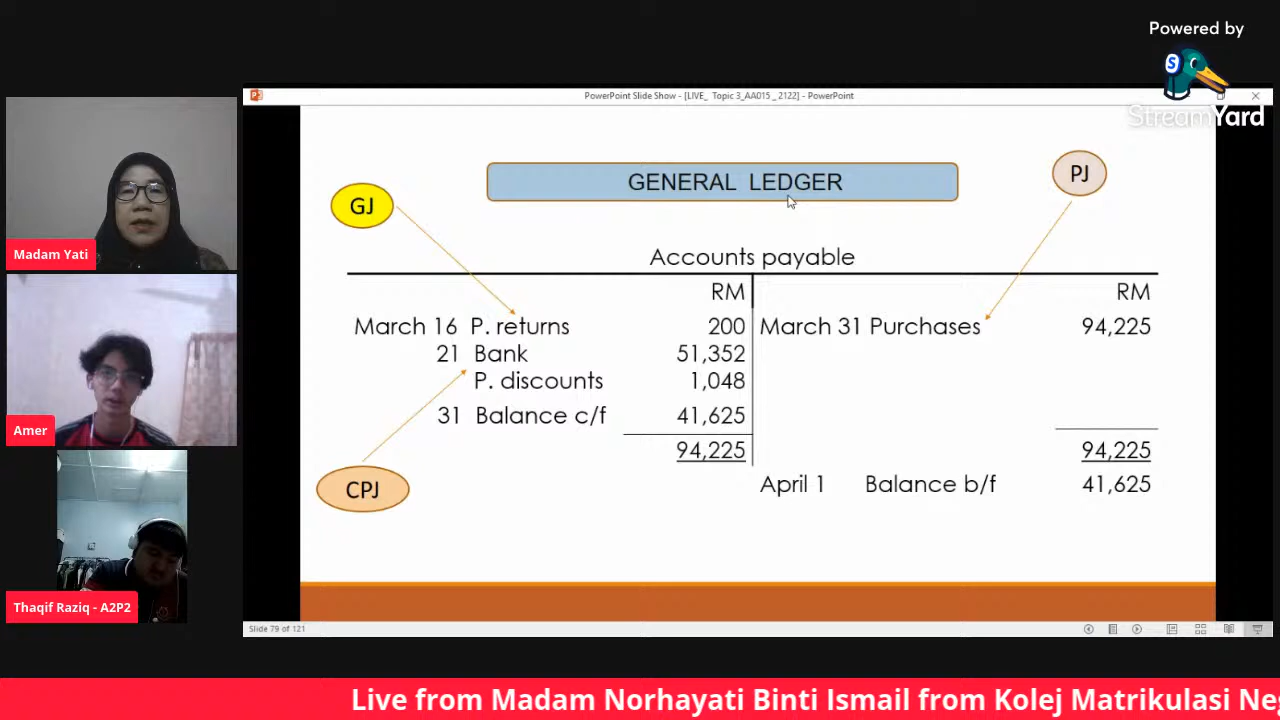 Powered by
StreamYard
PowerPoint Slide Show - [LIVE_ Topic 3_AA015 _ 2122] - PowerPoint
GENERAL LEDGER
PJ
GJ
Accounts payable
RM RM
March 16 P. returns 200 March 31 Purchases 94,225
21 Bank 51,352
P. discounts 1,048
31 Balance c/f 41,625
94,225 94,225
April 1 Balance b/f 41,625
CPJ
Slide 79 of 121
Madam Yati
Amer
Thaqif Raziq - A2P2
Live from Madam Norhayati Binti Ismail from Kolej Matrikulasi Neg